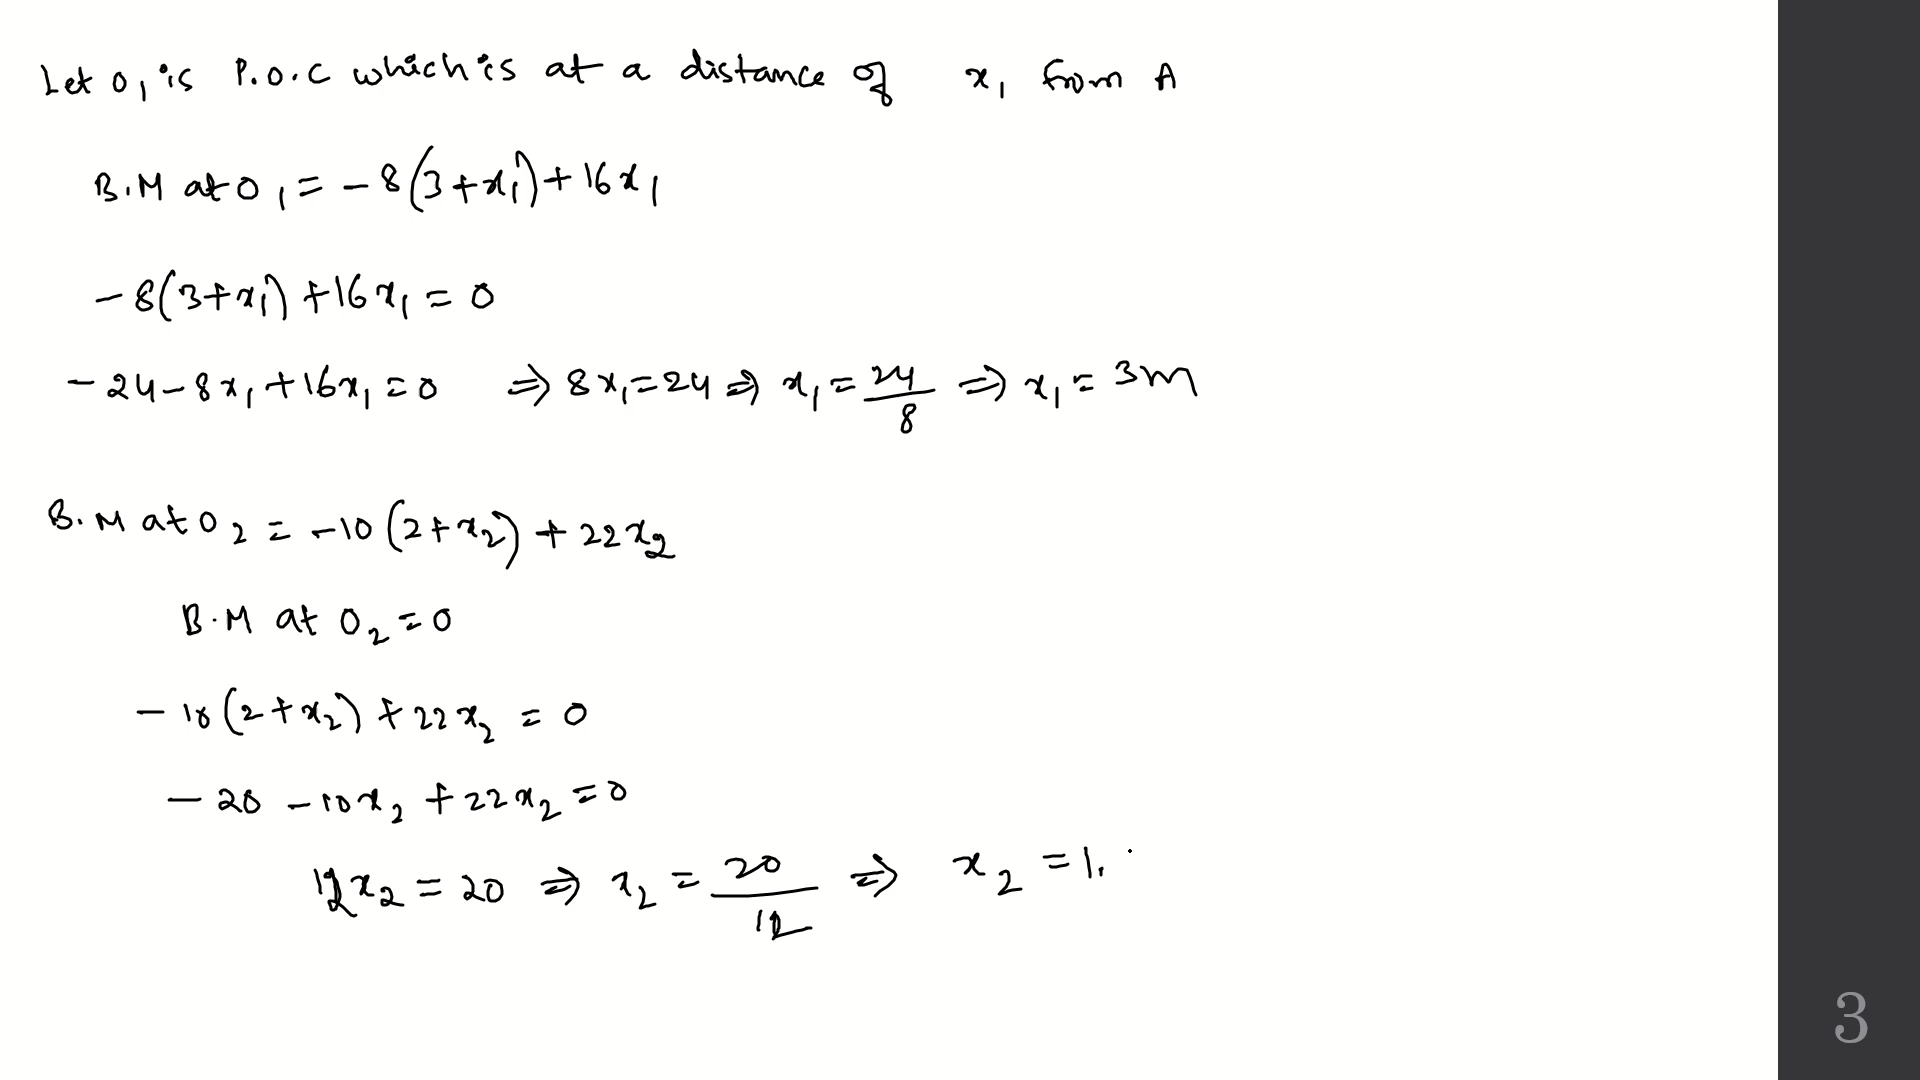 Let O₁ is P.O.C which is at a distance of x₁ from A
B.M at O₁ = -8(3+x₁)+16x₁
-8(3+x₁)+16x₁ = 0
-24-8x₁+16x₁=0 ⇒ 8x₁=24 ⇒ x₁=24/8 ⇒ x₁= 3m
B.M at O₂ = -10(2+x₂)+22x₂
B.M at O₂ = 0
-10(2+x₂)+22x₂ = 0
-20-10x₂+22x₂=0
12x₂ = 20 ⇒ x₂ = 20/12 ⇒ x₂ = 1.
3